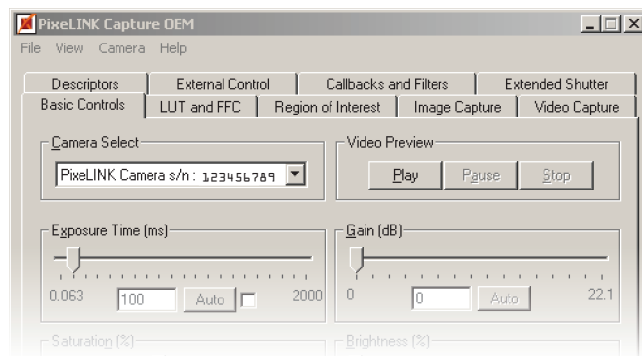 PixeLINK Capture OEM
File View Camera Help
Descriptors External Control Callbacks and Filters Extended Shutter
Basic Controls LUT and FFC Region of Interest Image Capture Video Capture
Camera Select Video Preview
PixeLINK Camera s/n : 123456789 Play Pause Stop
Exposure Time (ms) Gain (dB)
0.063 100 Auto 2000 0 0 Auto 22.1
Saturation (%) Brightness (%)